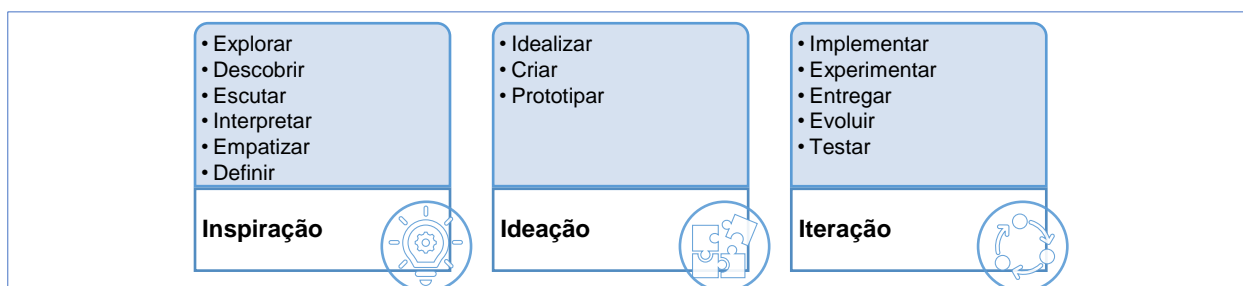 • Explorar
• Descobrir
• Escutar
• Interpretar
• Empatizar
• Definir
Inspiração
• Idealizar
• Criar
• Prototipar
Ideação
• Implementar
• Experimentar
• Entregar
• Evoluir
• Testar
Iteração